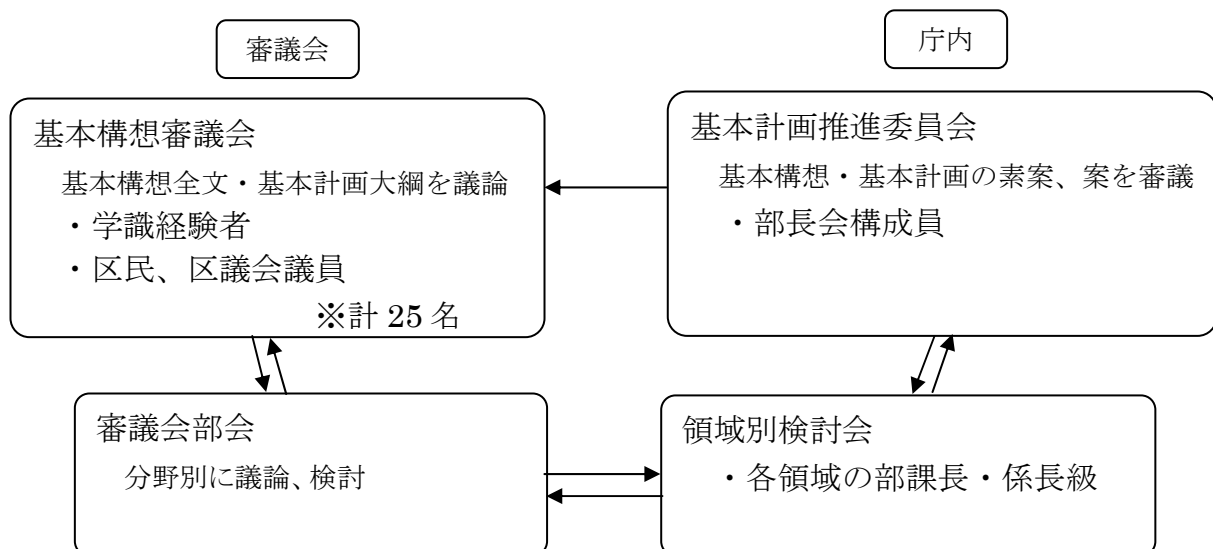 審議会
庁内
基本構想審議会
基本構想全文・基本計画大綱を議論
・学識経験者
・区民、区議会議員
※計 25 名
基本計画推進委員会
基本構想・基本計画の素案、案を審議
・部長会構成員
審議会部会
分野別に議論、検討
領域別検討会
・各領域の部課長・係長級